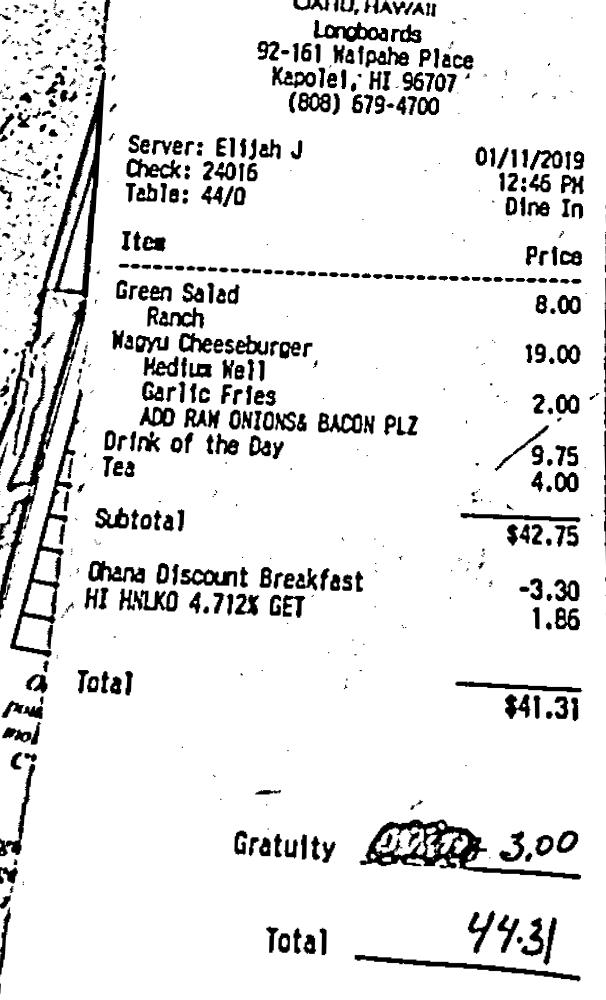 OAHU, HAWAII
Longboards
92-161 Waipahe Place
Kapolei, HI 96707
(808) 679-4700
Server: Elijah J 01/11/2019
Check: 24016 12:46 PM
Table: 44/0 Dine In
Item Price
Green Salad 8.00
Ranch
Wagyu Cheeseburger 19.00
Medium Well
Garlic Fries 2.00
ADD RAW ONIONS& BACON PLZ
Drink of the Day 9.75
Tea 4.00
Subtotal $42.75
Ohana Discount Breakfast -3.30
HI HNLKO 4.712% GET 1.86
Total $41.31
Gratuity 3.00
Total 44.31